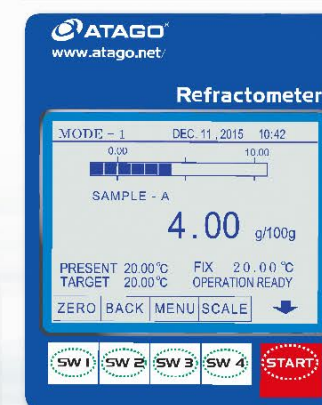 ATAGO®
www.atago.net/
Refractometer
MODE - 1 DEC. 11 , 2015 10:42
0.00 10.00
SAMPLE - A
4.00 g/100g
PRESENT 20.00°C FIX 20.00°C
TARGET 20.00°C OPERATION READY
ZERO BACK MENU SCALE
SW 1 SW 2 SW 3 SW 4 START